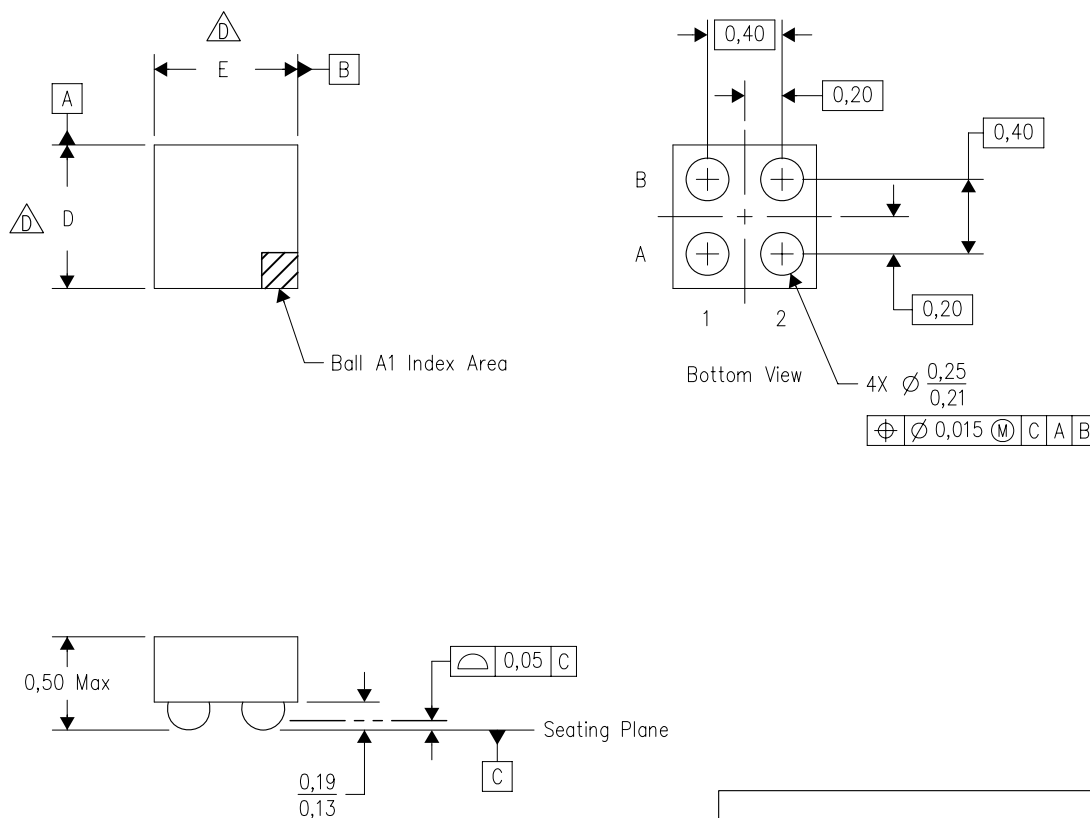 D
E
B
A
D
D
Ball A1 Index Area
0,40
0,20
0,40
B
A
0,20
1 2
Bottom View
4X Ø 0,25
0,21
⌖ Ø 0,015 Ⓜ C A B
0,50 Max
⌓ 0,05 C
Seating Plane
C
0,19
0,13